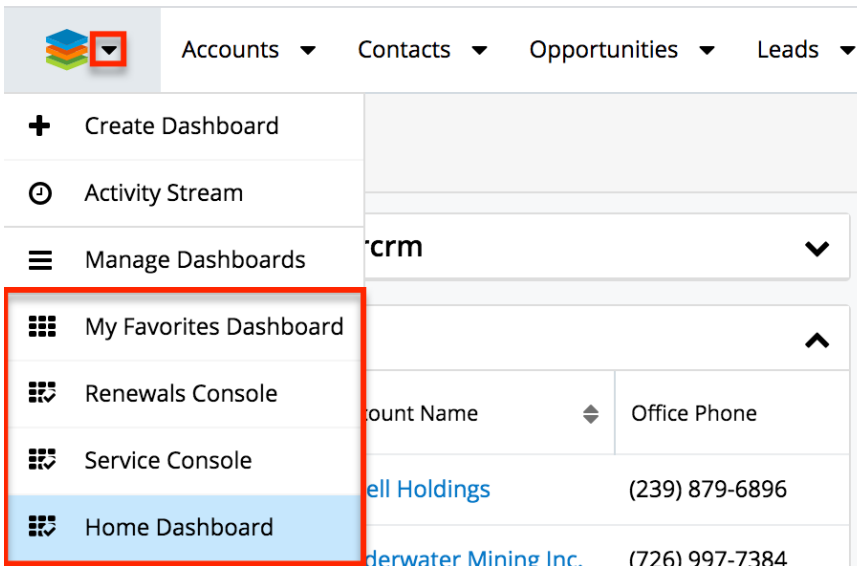 Accounts Contacts Opportunities Leads
Create Dashboard
Activity Stream
Manage Dashboards
rcrm
My Favorites Dashboard
Renewals Console
count Name Office Phone
Service Console
ell Holdings (239) 879-6896
Home Dashboard
derwater Mining Inc. (726) 997-7384